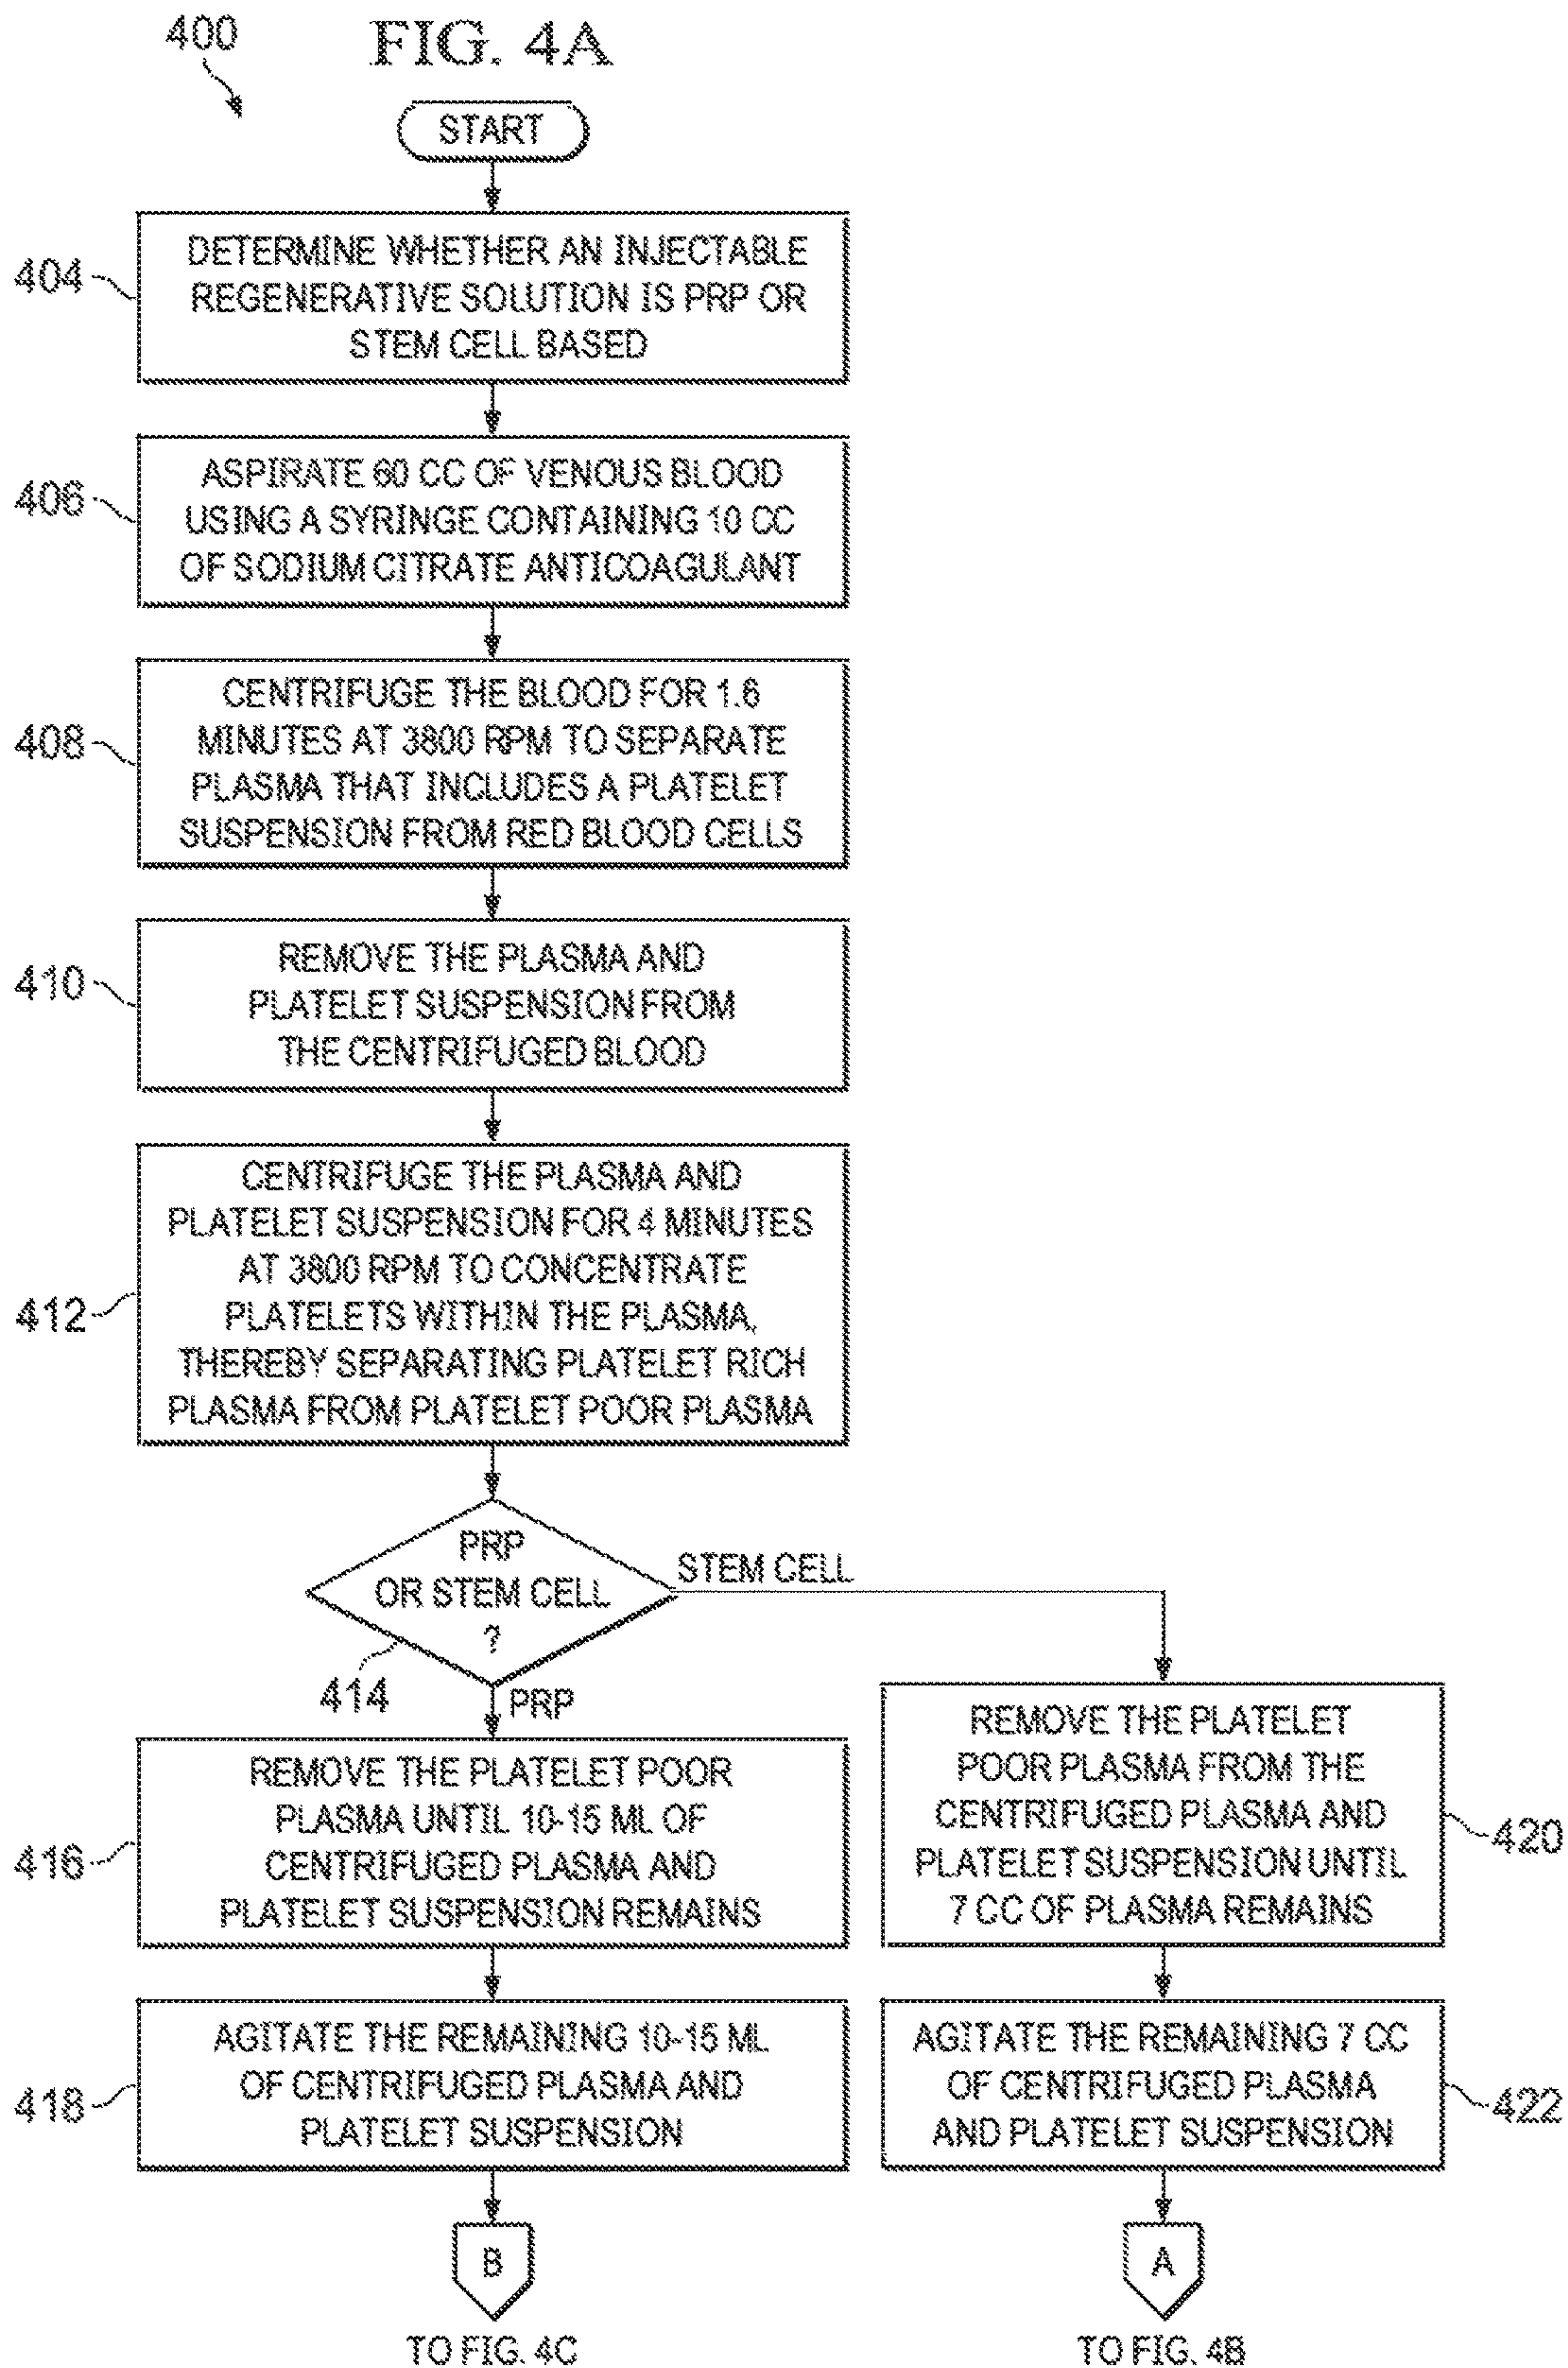 400
FIG. 4A
START
404
DETERMINE WHETHER AN INJECTABLE
REGENERATIVE SOLUTION IS PRP OR
STEM CELL BASED
406
ASPIRATE 60 CC OF VENOUS BLOOD
USING A SYRINGE CONTAINING 10 CC
OF SODIUM CITRATE ANTICOAGULANT
408
CENTRIFUGE THE BLOOD FOR 1.6
MINUTES AT 3800 RPM TO SEPARATE
PLASMA THAT INCLUDES A PLATELET
SUSPENSION FROM RED BLOOD CELLS
410
REMOVE THE PLASMA AND
PLATELET SUSPENSION FROM
THE CENTRIFUGED BLOOD
412
CENTRIFUGE THE PLASMA AND
PLATELET SUSPENSION FOR 4 MINUTES
AT 3800 RPM TO CONCENTRATE
PLATELETS WITHIN THE PLASMA,
THEREBY SEPARATING PLATELET RICH
PLASMA FROM PLATELET POOR PLASMA
PRP
OR STEM CELL
?
STEM CELL
414
PRP
416
REMOVE THE PLATELET POOR
PLASMA UNTIL 10-15 ML OF
CENTRIFUGED PLASMA AND
PLATELET SUSPENSION REMAINS
REMOVE THE PLATELET
POOR PLASMA FROM THE
CENTRIFUGED PLASMA AND
PLATELET SUSPENSION UNTIL
7 CC OF PLASMA REMAINS
420
418
AGITATE THE REMAINING 10-15 ML
OF CENTRIFUGED PLASMA AND
PLATELET SUSPENSION
AGITATE THE REMAINING 7 CC
OF CENTRIFUGED PLASMA
AND PLATELET SUSPENSION
422
B
A
TO FIG. 4C
TO FIG. 4B